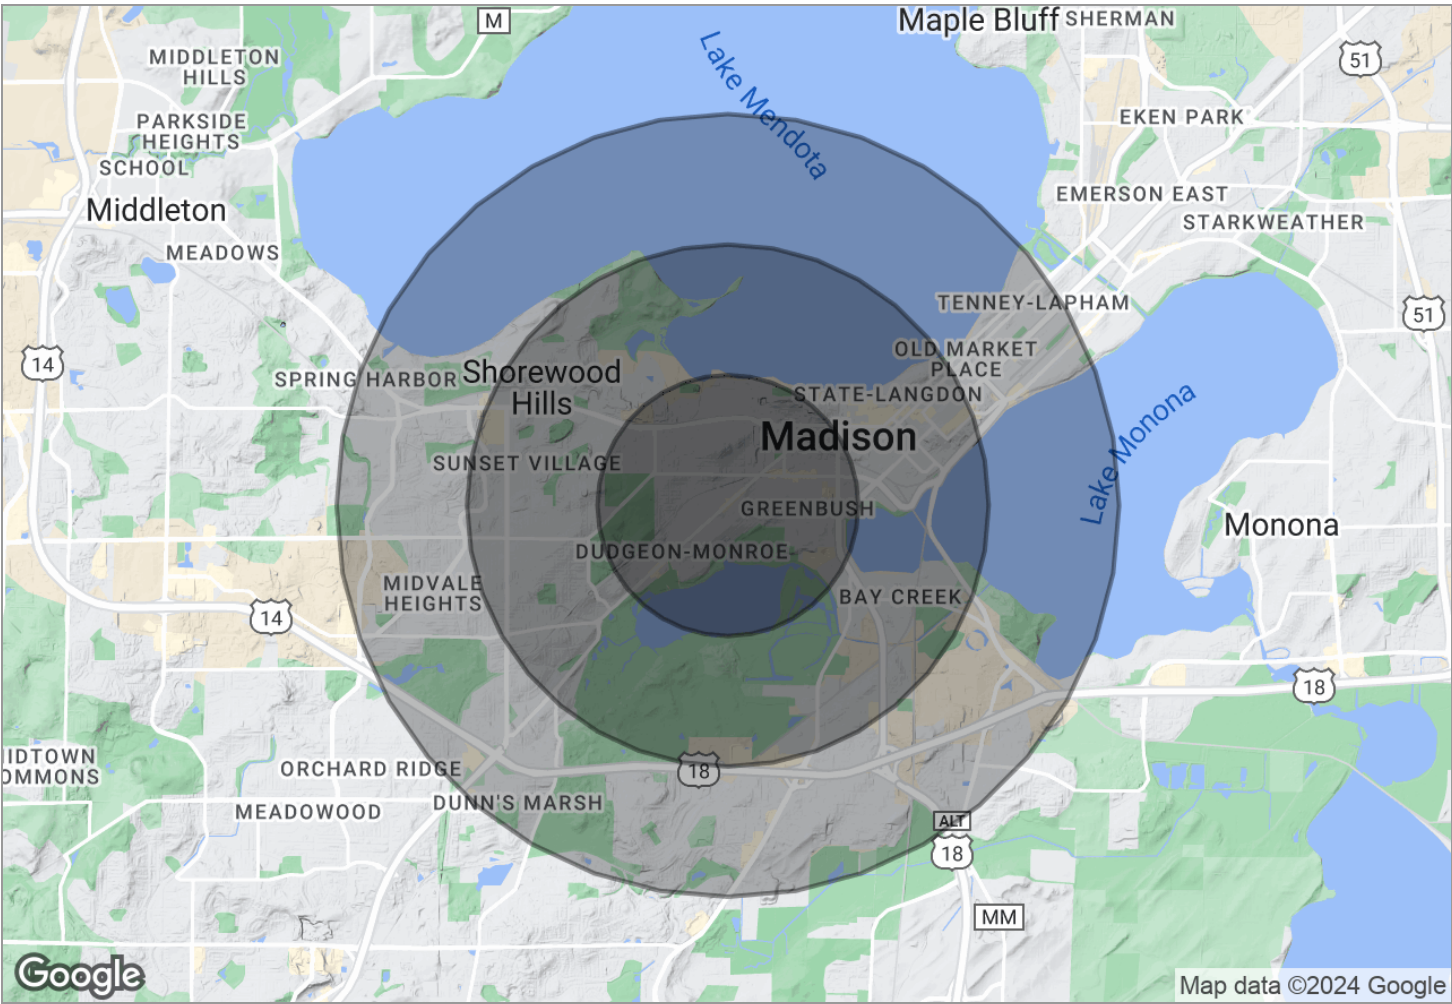 M
Maple Bluff
SHERMAN
51
MIDDLETON
HILLS
Lake Mendota
PARKSIDE
HEIGHTS
EKEN PARK
SCHOOL
EMERSON EAST
Middleton
STARKWEATHER
MEADOWS
TENNEY-LAPHAM
51
OLD MARKET
PLACE
14
SPRING HARBOR
Shorewood
Hills
STATE-LANGDON
Madison
Lake Monona
SUNSET VILLAGE
GREENBUSH
Monona
DUDGEON-MONROE
MIDVALE
HEIGHTS
BAY CREEK
14
18
IDTOWN
OMMONS
ORCHARD RIDGE
18
MEADOWOOD
DUNN'S MARSH
ALT
18
MM
Google
Map data ©2024 Google